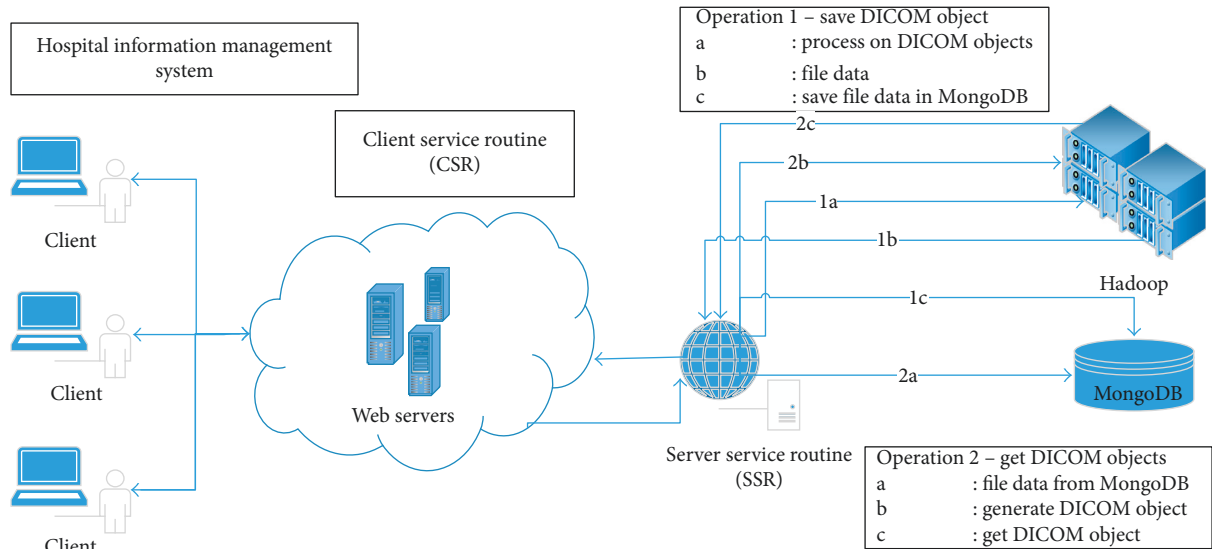 Hospital information management
system
Client service routine
(CSR)
Operation 1 – save DICOM object
a : process on DICOM objects
b : file data
c : save file data in MongoDB
2c
2b
1a
1b
Hadoop
1c
2a
MongoDB
Client
Client
Client
Web servers
Server service routine
(SSR)
Operation 2 – get DICOM objects
a : file data from MongoDB
b : generate DICOM object
c : get DICOM object